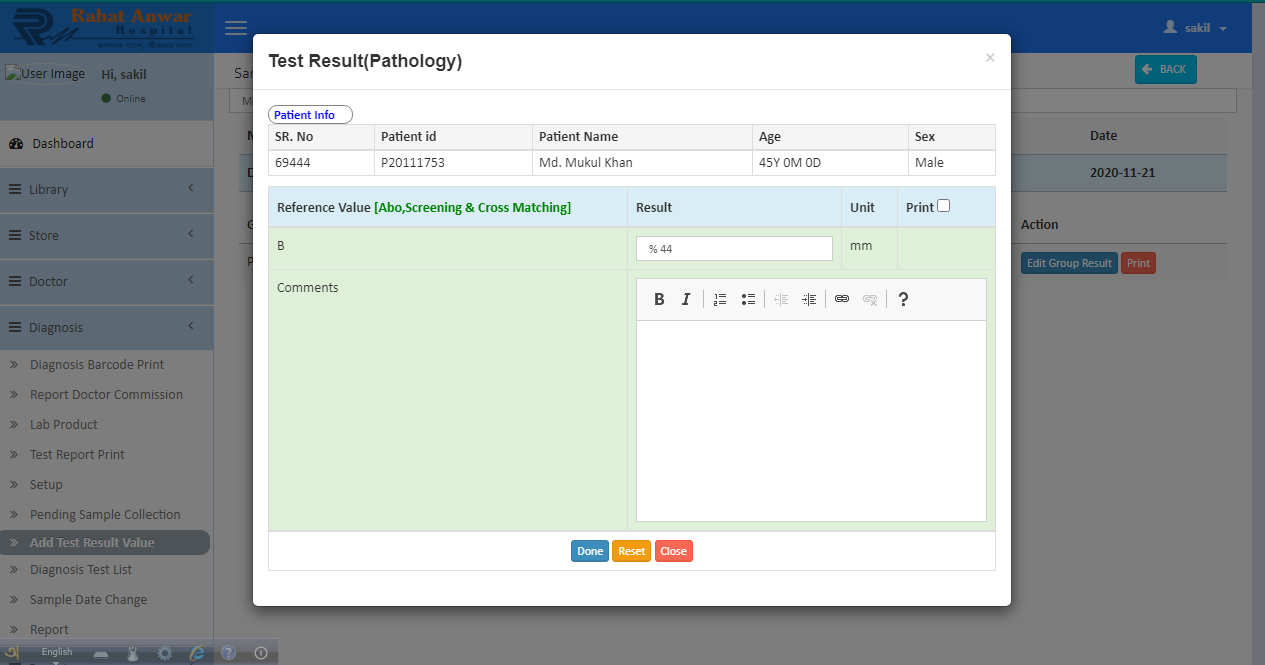 Rahat Anwar
Hospital
আপনার পাশে, জীবনের সাথে
sakil
User Image
Hi, sakil
Online
BACK
Test Result(Pathology)
×
Patient Info
SR. No Patient id Patient Name Age Sex
69444 P20111753 Md. Mukul Khan 45Y 0M 0D Male
Date
2020-11-21
Reference Value [Abo,Screening & Cross Matching] Result Unit Print
B % 44 mm
Comments
B I ?
Action
Edit Group Result Print
Done Reset Close
Dashboard
Library
Store
Doctor
Diagnosis
Diagnosis Barcode Print
Report Doctor Commission
Lab Product
Test Report Print
Setup
Pending Sample Collection
Add Test Result Value
Diagnosis Test List
Sample Date Change
Report
English